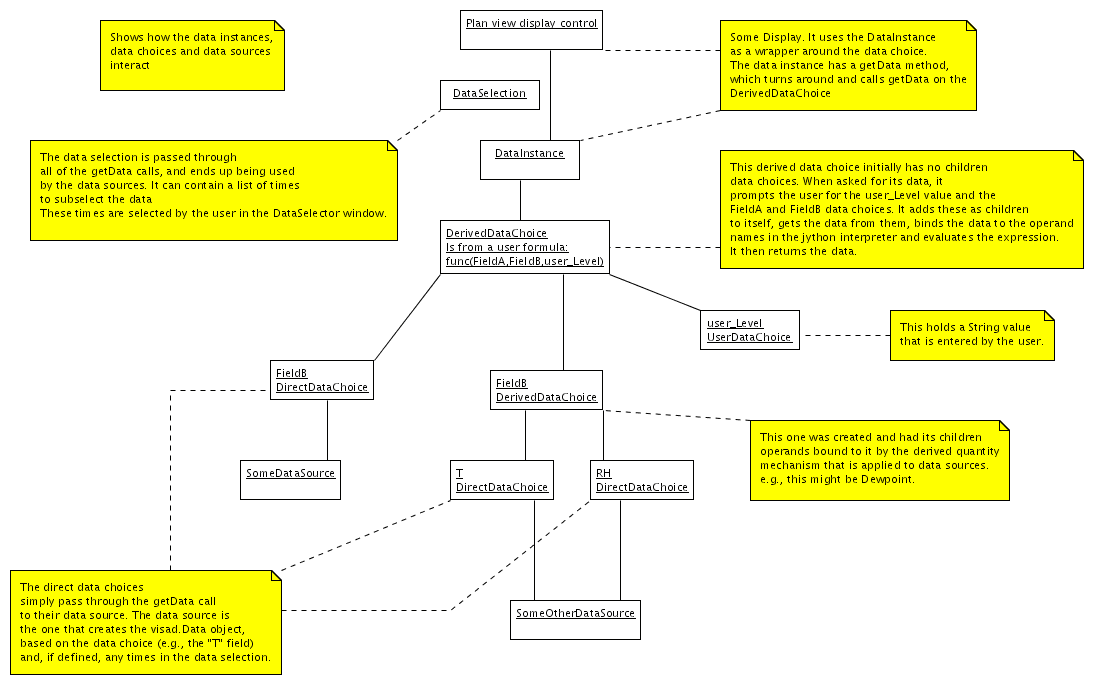 Shows how the data instances,
data choices and data sources
interact
Plan view display control
Some Display. It uses the DataInstance
as a wrapper around the data choice.
The data instance has a getData method,
which turns around and calls getData on the
DerivedDataChoice
DataSelection
The data selection is passed through
all of the getData calls, and ends up being used
by the data sources. It can contain a list of times
to subselect the data
These times are selected by the user in the DataSelector window.
DataInstance
This derived data choice initially has no children
data choices. When asked for its data, it
prompts the user for the user_Level value and the
FieldA and FieldB data choices. It adds these as children
to itself, gets the data from them, binds the data to the operand
names in the jython interpreter and evaluates the expression.
It then returns the data.
DerivedDataChoice
Is from a user formula:
func(FieldA,FieldB,user_Level)
user_Level
UserDataChoice
This holds a String value
that is entered by the user.
FieldB
DirectDataChoice
FieldB
DerivedDataChoice
This one was created and had its children
operands bound to it by the derived quantity
mechanism that is applied to data sources.
e.g., this might be Dewpoint.
SomeDataSource
T
DirectDataChoice
RH
DirectDataChoice
The direct data choices
simply pass through the getData call
to their data source. The data source is
the one that creates the visad.Data object,
based on the data choice (e.g., the "T" field)
and, if defined, any times in the data selection.
SomeOtherDataSource